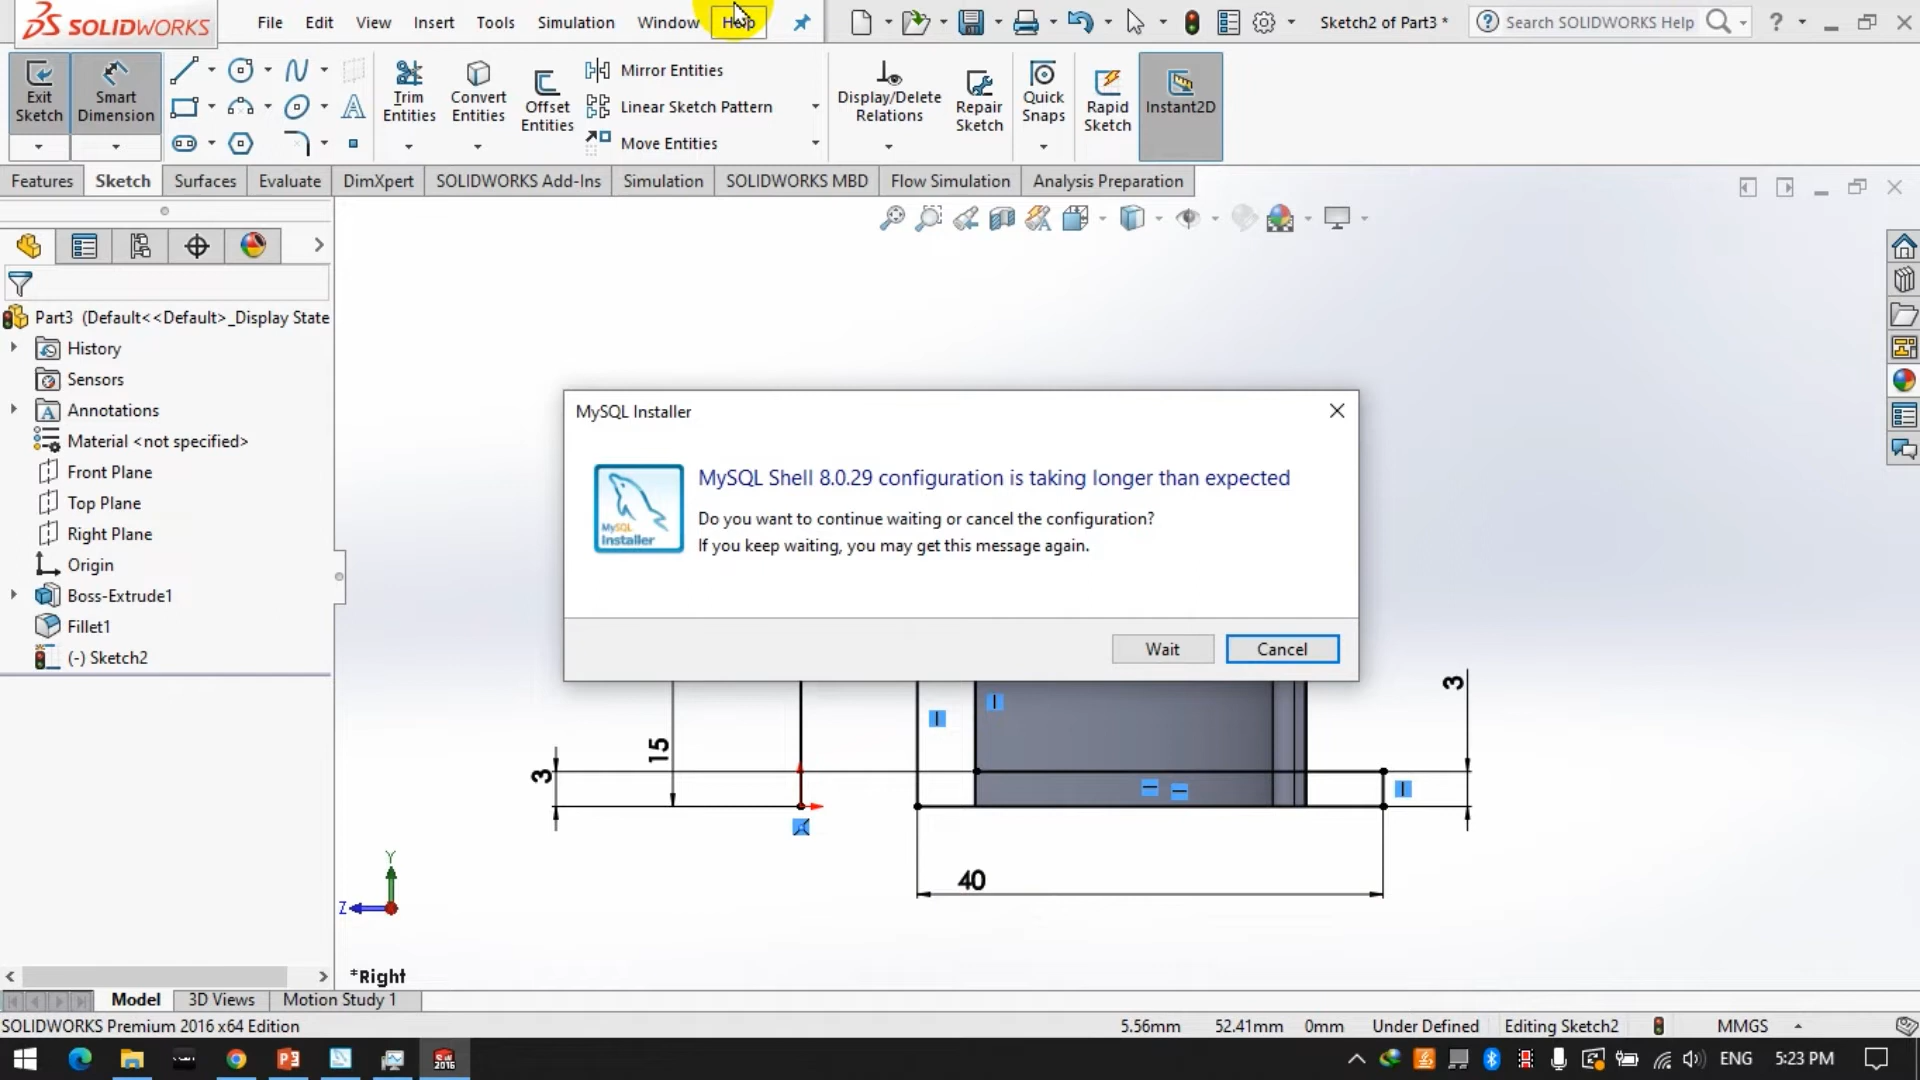 SOLIDWORKS
File Edit View Insert Tools Simulation Window Help
Sketch2 of Part3 *
Search SOLIDWORKS Help
?
Exit Sketch
Smart Dimension
Trim Entities
Convert Entities
Offset Entities
Mirror Entities
Linear Sketch Pattern
Move Entities
Display/Delete Relations
Repair Sketch
Quick Snaps
Rapid Sketch
Instant2D
Features Sketch Surfaces Evaluate DimXpert SOLIDWORKS Add-Ins Simulation SOLIDWORKS MBD Flow Simulation Analysis Preparation
Part3 (Default<<Default>_Display State
History
Sensors
Annotations
Material <not specified>
Front Plane
Top Plane
Right Plane
Origin
Boss-Extrude1
Fillet1
(-) Sketch2
MySQL Installer
MySQL Installer
MySQL Shell 8.0.29 configuration is taking longer than expected
Do you want to continue waiting or cancel the configuration?
If you keep waiting, you may get this message again.
Wait Cancel
3
15
3
40
Y
Z
*Right
Model 3D Views Motion Study 1
SOLIDWORKS Premium 2016 x64 Edition
5.56mm 52.41mm 0mm Under Defined Editing Sketch2 MMGS
ENG 5:23 PM